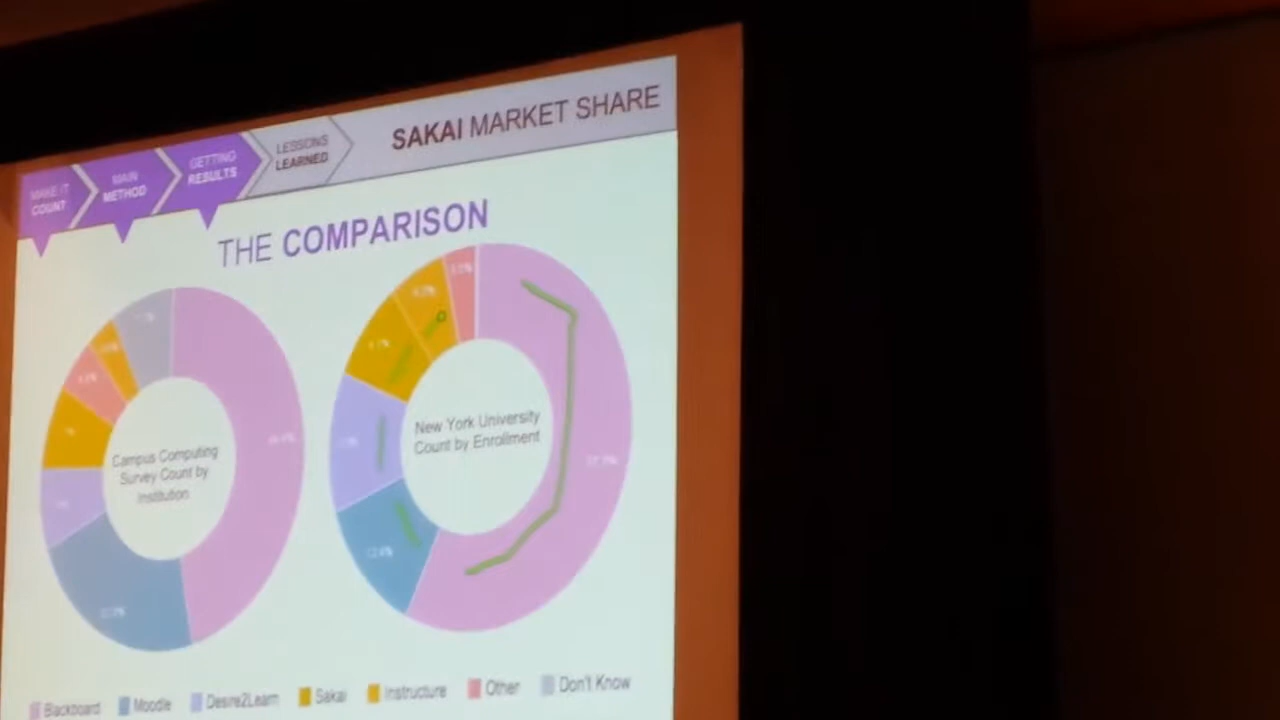 MAKE IT
COUNT
MAIN
METHOD
GETTING
RESULTS
LESSONS
LEARNED
SAKAI MARKET SHARE
THE COMPARISON
Campus Computing
Survey Count by
Institution
New York University
Count by Enrollment
Backboard
Moodle
Desire2Learn
Sakai
Instructure
Other
Don't Know